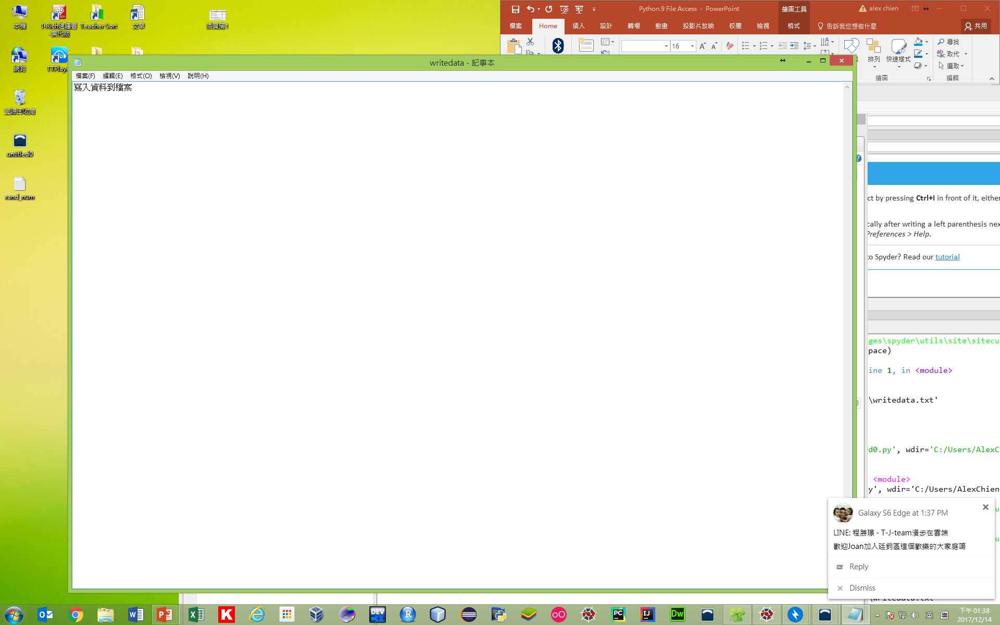 本機
I-Rich建議書
-業代版
Teacher Sort
文章
活頁簿1
網路
TTPlaye
資源回收筒
untitled0
rand_num
Python.9 File Access - PowerPoint
繪圖工具
alex chien
檔案
Home
插入
設計
轉場
動畫
投影片放映
校閱
檢視
格式
告訴我您想做什麼
共用
16
排列
快速樣式
尋找
取代
選取
繪圖
編輯
writedata - 記事本
檔案(F)
編輯(E)
格式(O)
檢視(V)
說明(H)
寫入資料到檔案
ct by pressing Ctrl+I in front of it, either
cally after writing a left parenthesis nex
Preferences > Help.
to Spyder? Read our tutorial
ges\spyder\utils\site\sitecu
pace)
ine 1, in <module>
\writedata.txt'
d0.py', wdir='C:/Users/AlexC
<module>
y', wdir='C:/Users/AlexChien
Galaxy S6 Edge at 1:37 PM
LINE: 程勝璟 - T-J-team漫步在雲端
歡迎Joan加入廷鈞區這個歡樂的大家庭唷
Reply
Dismiss
英
下午 01:38
2017/12/14